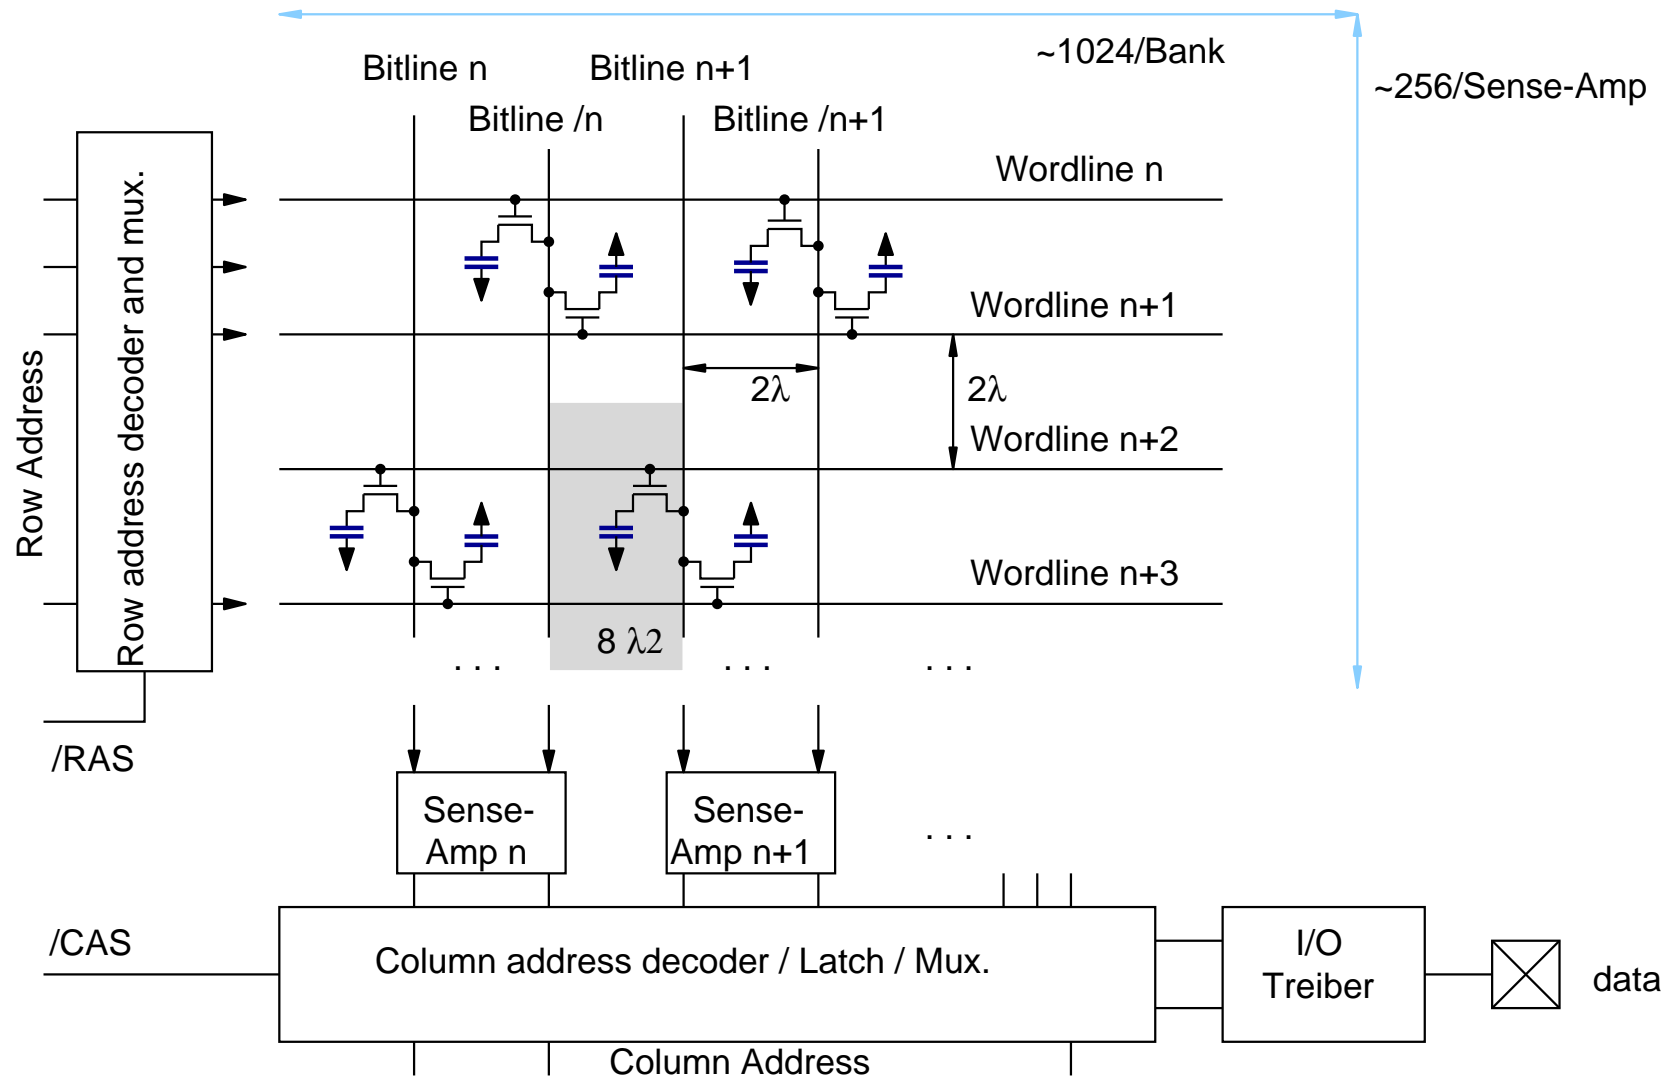 ~1024/Bank
Bitline n
Bitline n+1
~256/Sense-Amp
Bitline /n
Bitline /n+1
Wordline n
Row address decoder and mux.
Wordline n+1
Row Address
2λ
2λ
Wordline n+2
Wordline n+3
8 λ2
. . .
. . .
. . .
/RAS
Sense-
Amp n
Sense-
Amp n+1
. . .
/CAS
Column address decoder / Latch / Mux.
I/O
Treiber
data
Column Address